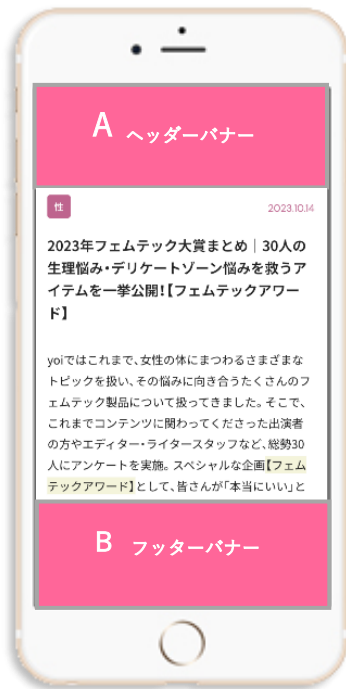 A ヘッダーバナー
性
2023.10.14
2023年フェムテック大賞まとめ｜30人の
生理悩み・デリケートゾーン悩みを救うア
イテムを一挙公開！【フェムテックアワー
ド】
yoiではこれまで、女性の体にまつわるさまざまな
トピックを扱い、その悩みに向き合うたくさんのフ
ェムテック製品について扱ってきました。そこで、
これまでコンテンツに関わってくださった出演者
の方やエディター・ライタースタッフなど、総勢30
人にアンケートを実施。スペシャルな企画【フェム
テックアワード】として、皆さんが「本当にいい」と
B フッターバナー